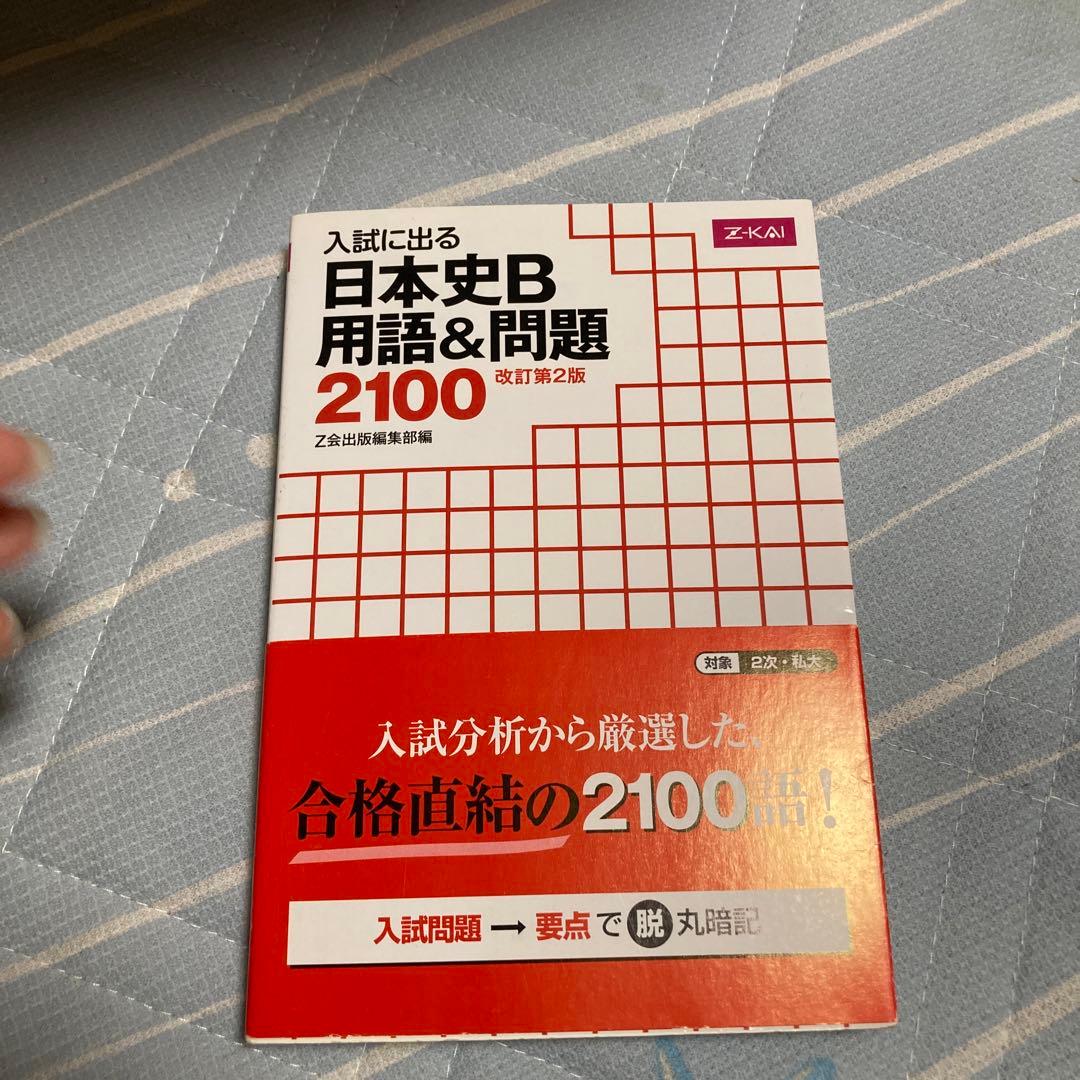 Z-KAI
入試に出る
日本史B
用語&問題
2100 改訂第2版
Z会出版編集部編
対象 2次・私大
入試分析から厳選した、
合格直結の2100語!
入試問題→要点で脱丸暗記